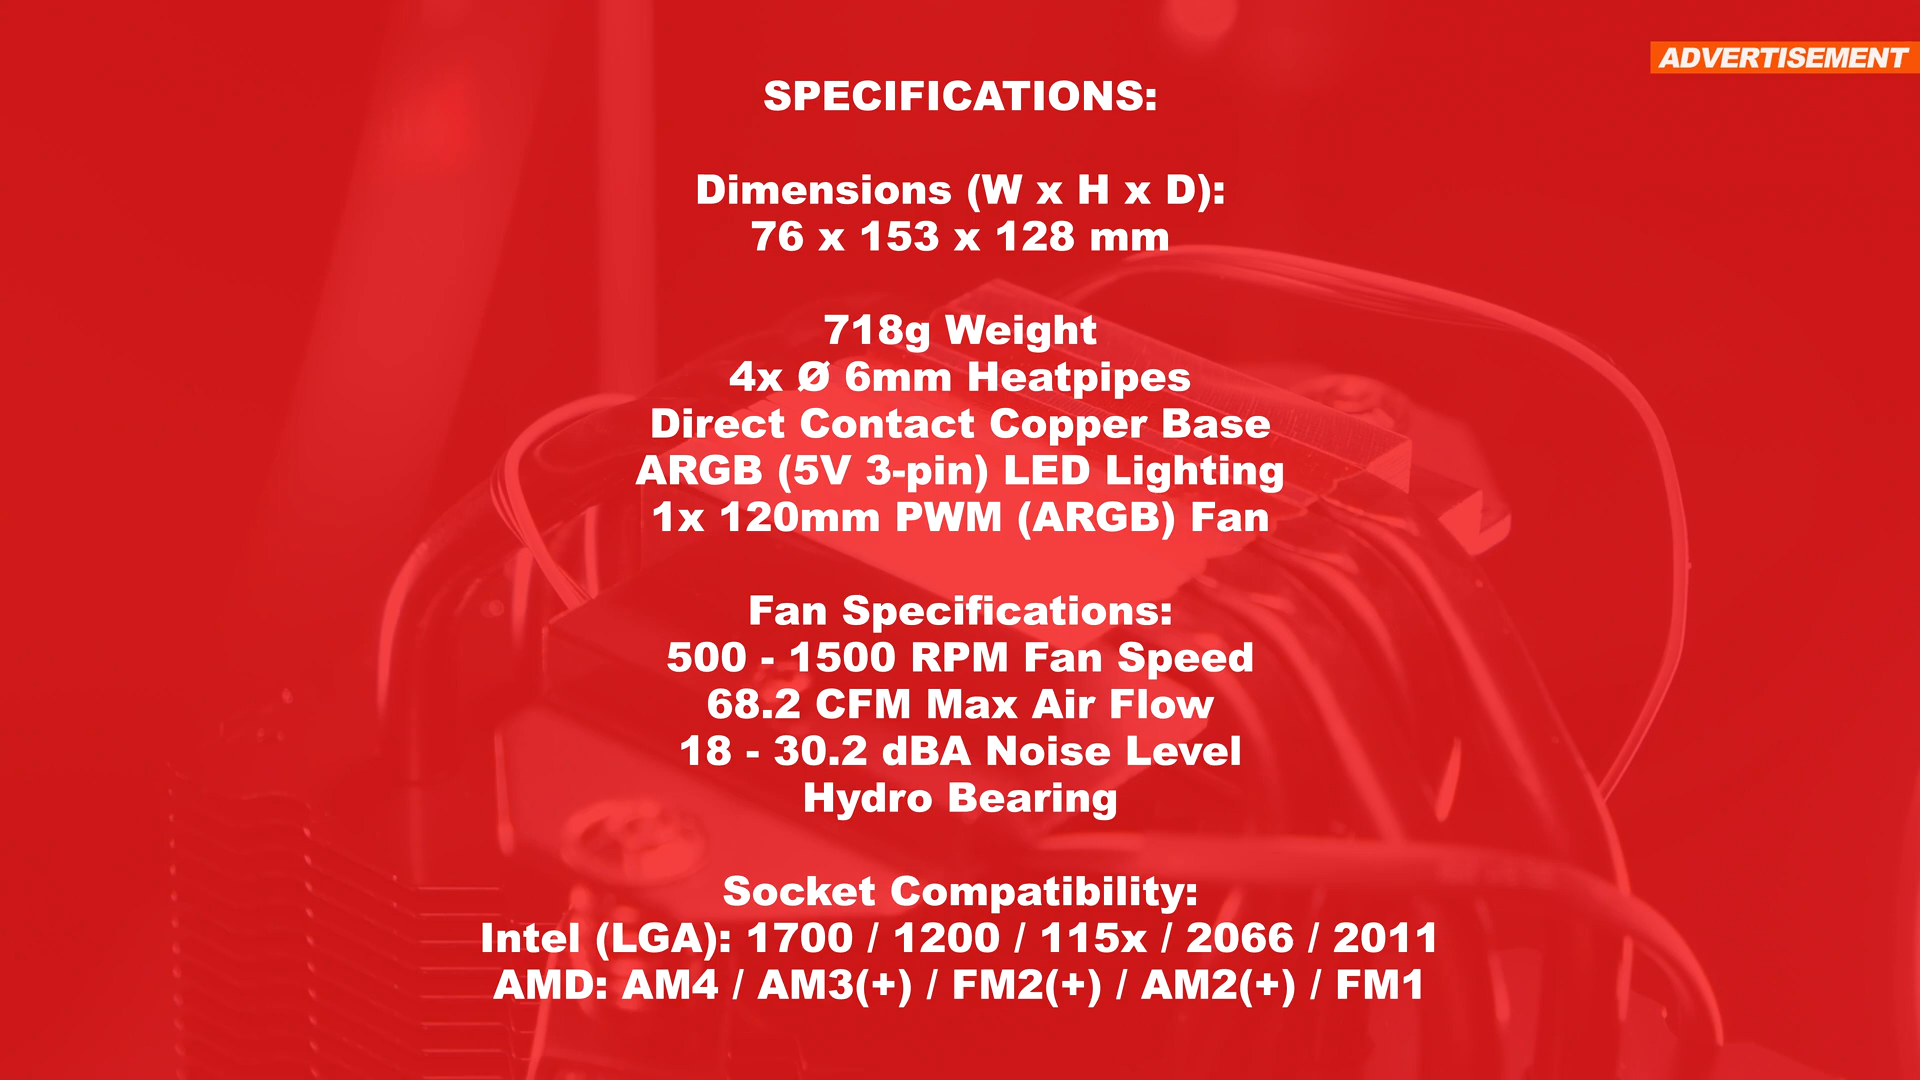 ADVERTISEMENT
SPECIFICATIONS:
Dimensions (W x H x D):
76 x 153 x 128 mm
718g Weight
4x Ø 6mm Heatpipes
Direct Contact Copper Base
ARGB (5V 3-pin) LED Lighting
1x 120mm PWM (ARGB) Fan
Fan Specifications:
500 - 1500 RPM Fan Speed
68.2 CFM Max Air Flow
18 - 30.2 dBA Noise Level
Hydro Bearing
Socket Compatibility:
Intel (LGA): 1700 / 1200 / 115x / 2066 / 2011
AMD: AM4 / AM3(+) / FM2(+) / AM2(+) / FM1